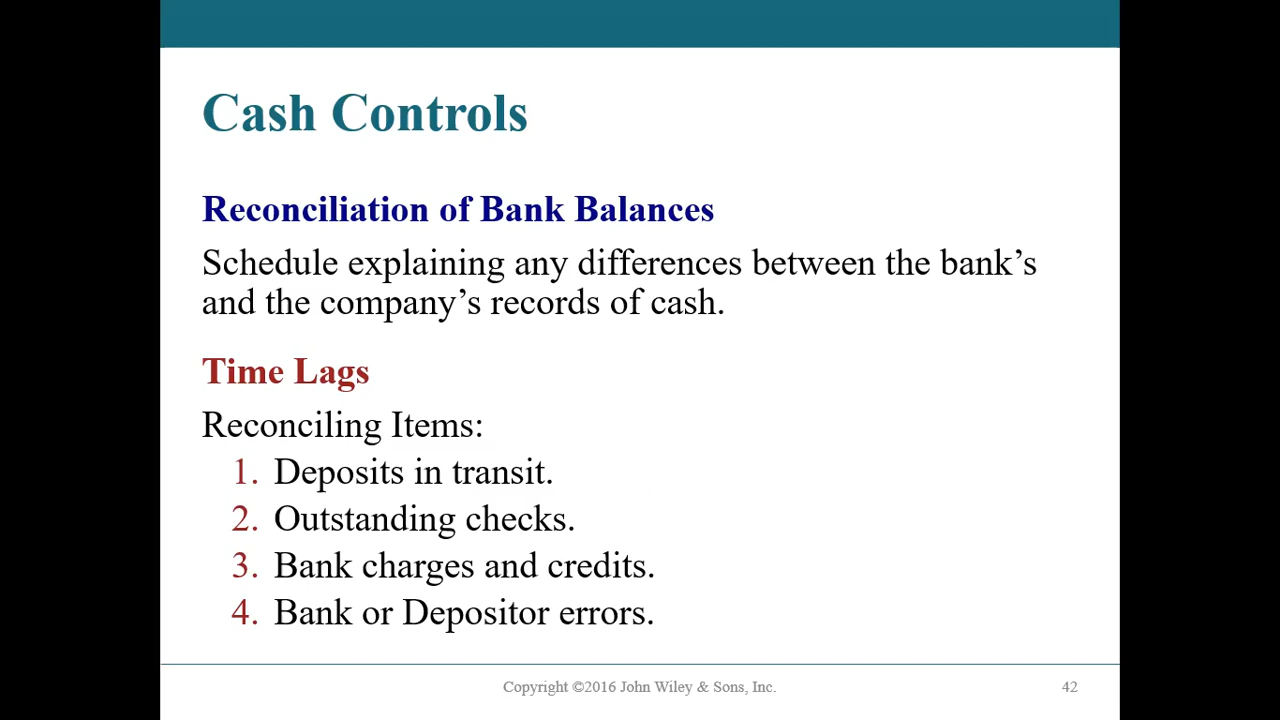 Cash Controls
Reconciliation of Bank Balances
Schedule explaining any differences between the bank’s
and the company’s records of cash.
Time Lags
Reconciling Items:
1. Deposits in transit.
2. Outstanding checks.
3. Bank charges and credits.
4. Bank or Depositor errors.
Copyright ©2016 John Wiley & Sons, Inc.
42